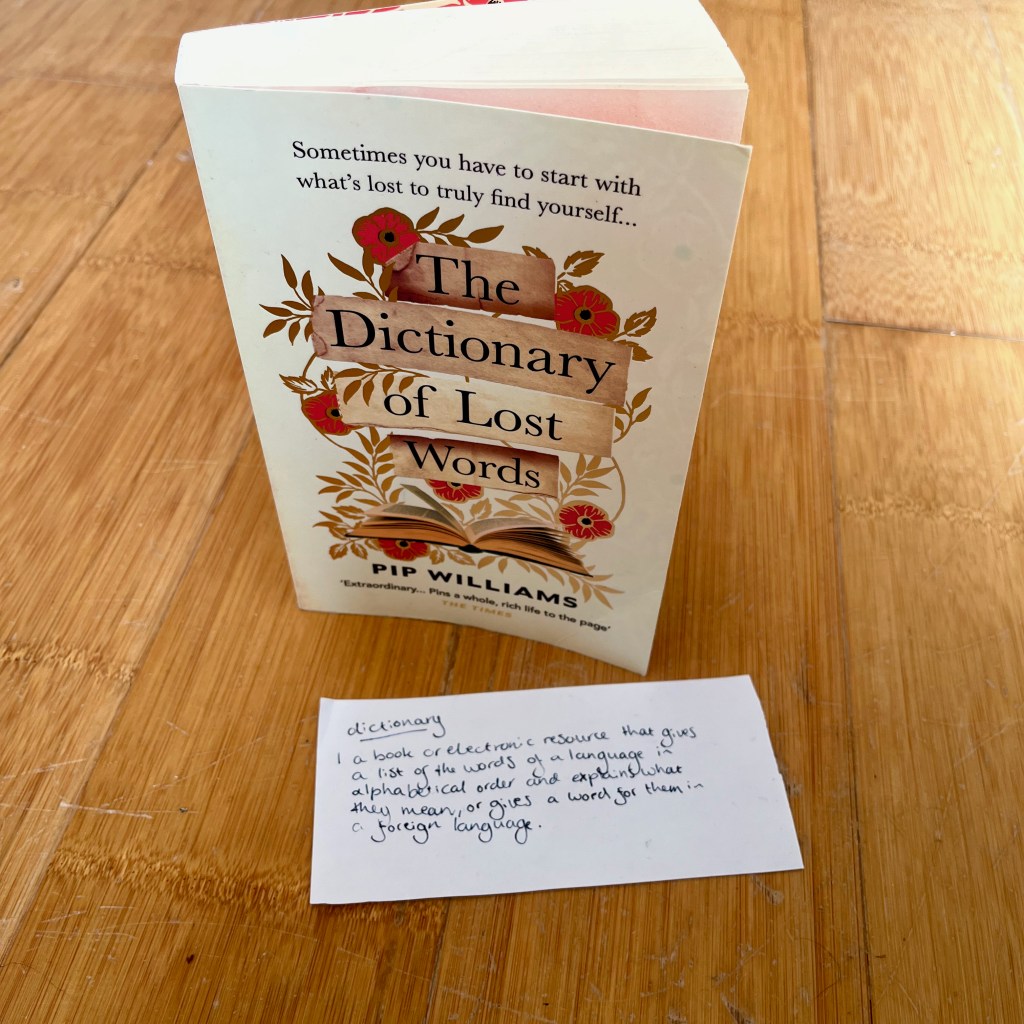 Sometimes you have to start with
what's lost to truly find yourself...
The
Dictionary
of Lost
Words
PIP WILLIAMS
'Extraordinary... Pins a whole, rich life to the page'
THE TIMES
dictionary
1 a book or electronic resource that gives
a list of the words of a language in
alphabetical order and explains what
they mean, or gives a word for them in
a foreign language.